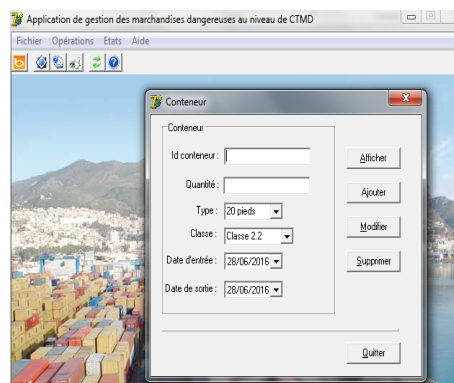 Application de gestion des marchandises dangereuses au niveau de CTMD
Fichier Opérations Etats Aide
Conteneur
Conteneur
Id conteneur :
Afficher
Quantité :
Ajouter
Type : 20 pieds
Modifier
Classe : Classe 2.2
Date d'entrée : 28/06/2016
Supprimer
Date de sortie : 28/06/2016
Quitter